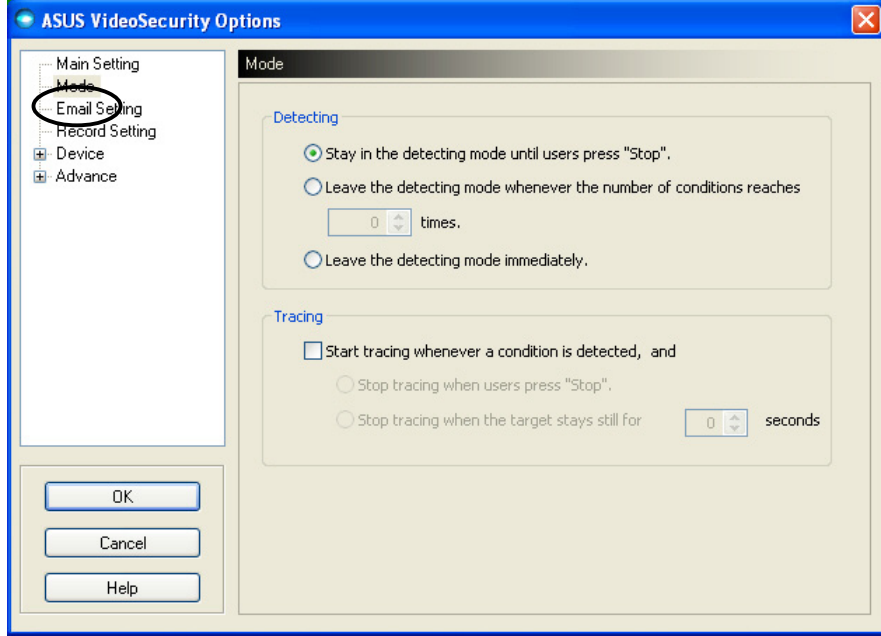 ASUS VideoSecurity Options
Main Setting
Mode
Email Setting
Record Setting
Device
Advance
OK
Cancel
Help
Mode
Detecting
Stay in the detecting mode until users press "Stop".
Leave the detecting mode whenever the number of conditions reaches
0 times.
Leave the detecting mode immediately.
Tracing
Start tracing whenever a condition is detected, and
Stop tracing when users press "Stop".
Stop tracing when the target stays still for 0 seconds